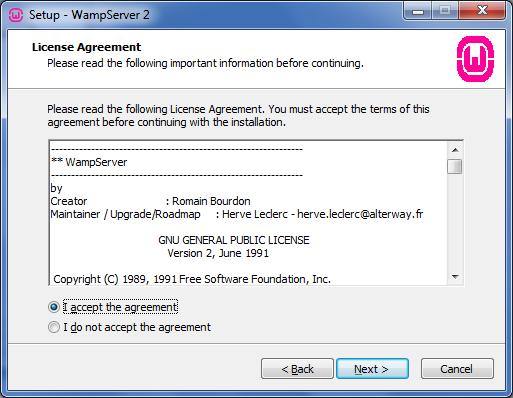 Setup - WampServer 2
License Agreement
Please read the following important information before continuing.
Please read the following License Agreement. You must accept the terms of this
agreement before continuing with the installation.
------------------------------------------------------------
** WampServer
------------------------------------------------------------
by
Creator : Romain Bourdon
Maintainer / Upgrade/Roadmap : Herve Leclerc - herve.leclerc@alterway.fr
GNU GENERAL PUBLIC LICENSE
Version 2, June 1991
Copyright (C) 1989, 1991 Free Software Foundation, Inc.
I accept the agreement
I do not accept the agreement
< Back Next > Cancel